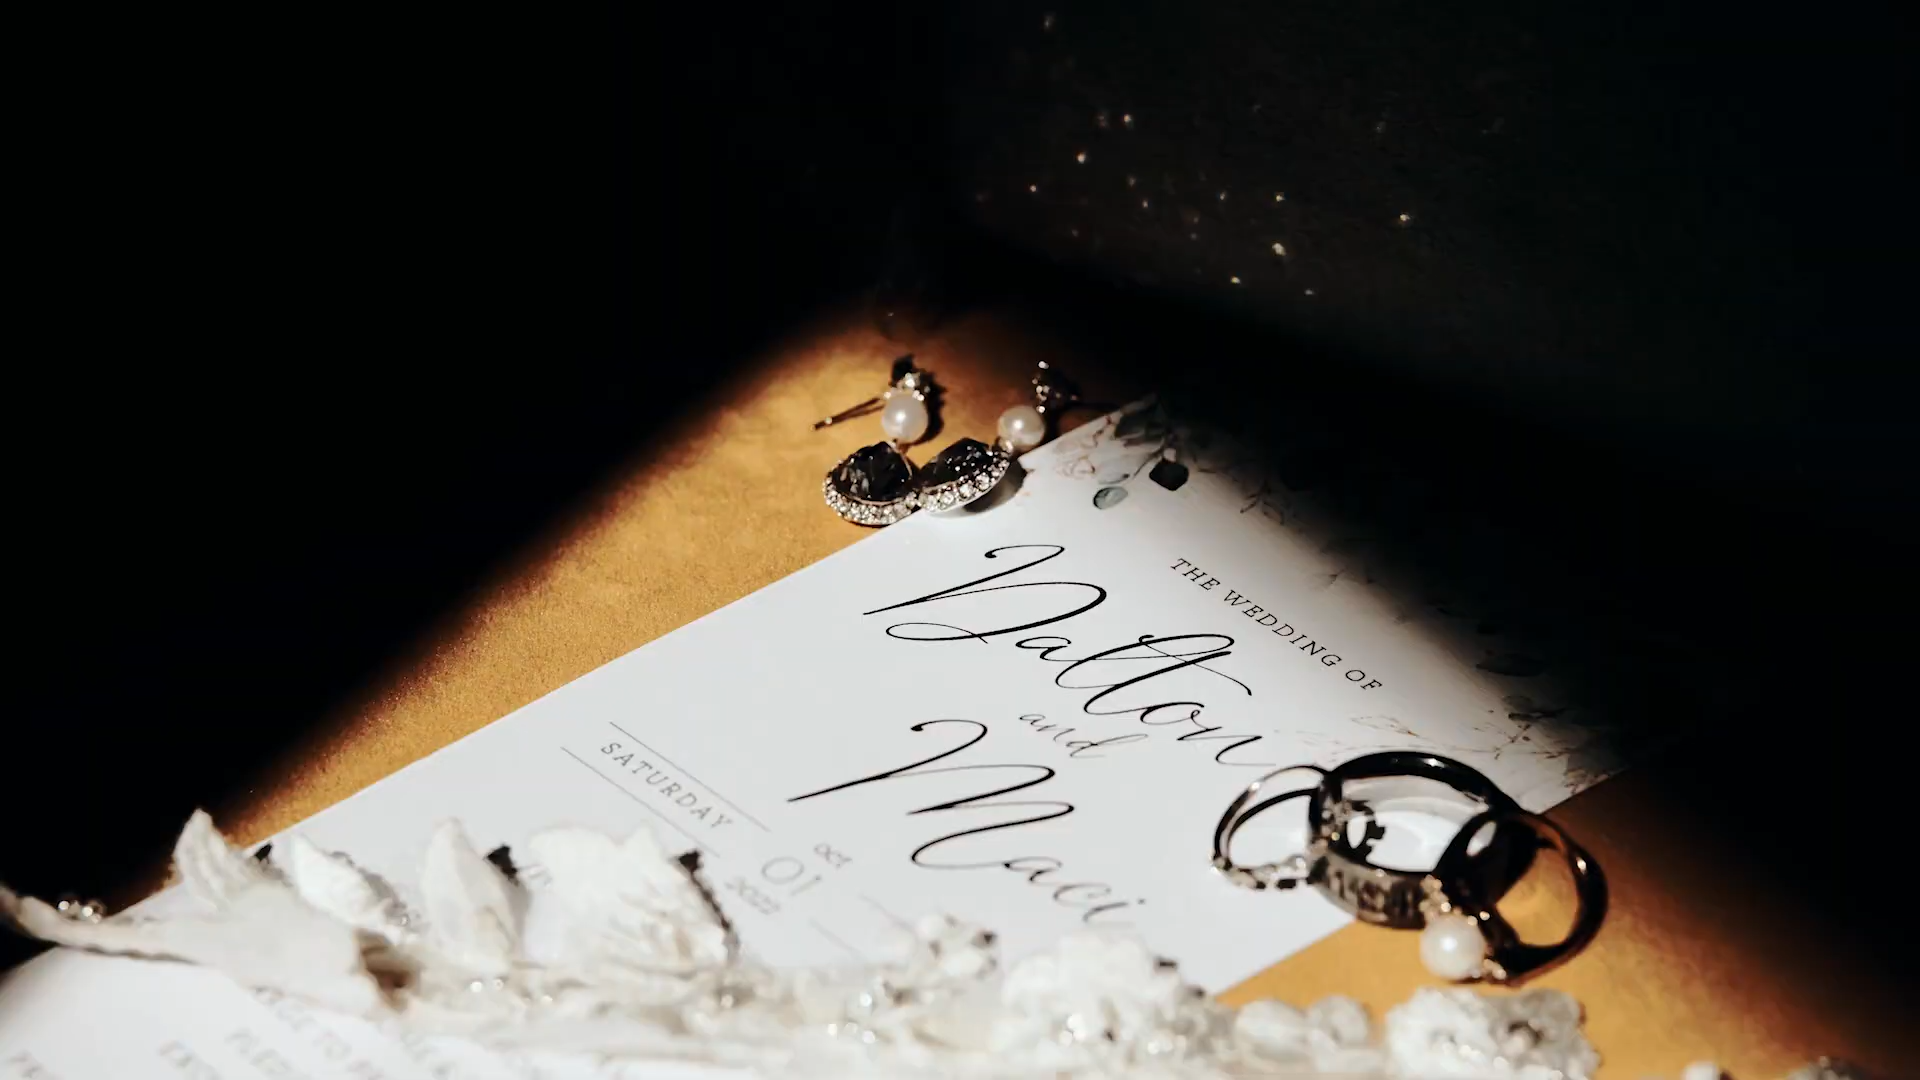 THE WEDDING OF
Dalton
and
Maci
SATURDAY
oct
01
2022